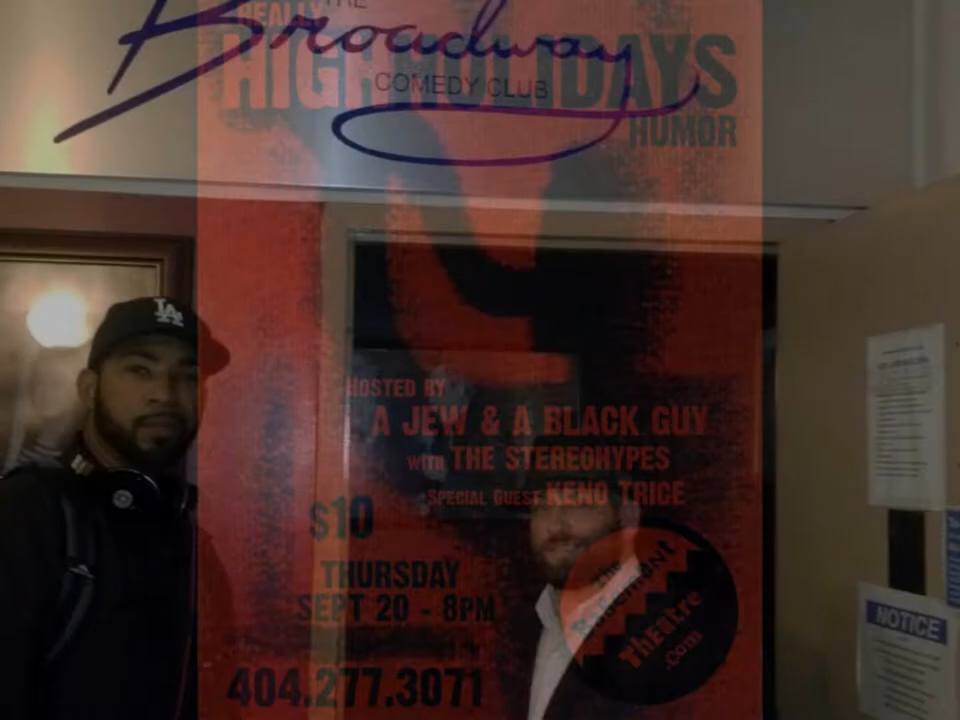 THE
REALLY
Broadway
HIGH HOLIDAYS
COMEDY CLUB
HUMOR
LA
HOSTED BY
A JEW & A BLACK GUY
WITH THE STEREOHYPES
SPECIAL GUEST KENO TRICE
$10
THURSDAY
SEPT 20 - 8PM
The
Basement
Theatre
.com
NOTICE
404.277.3071